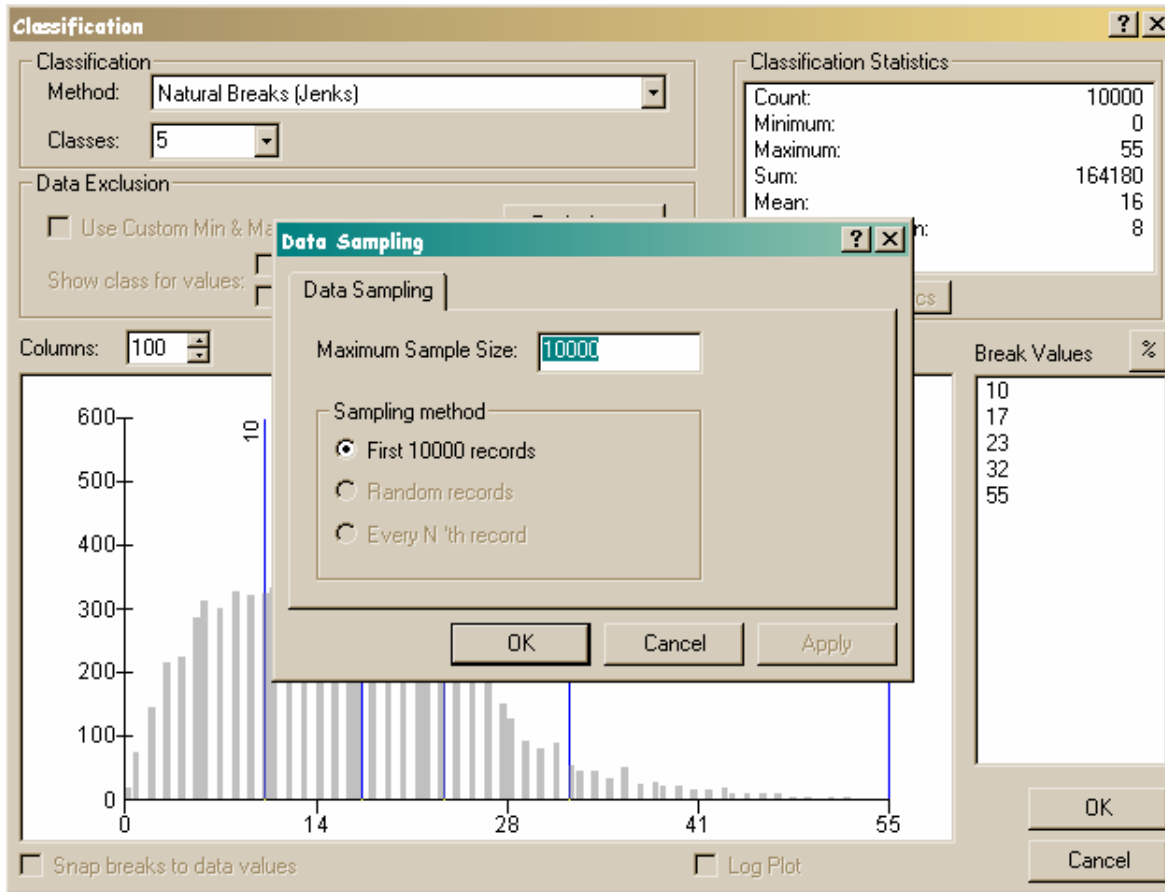 Classification
Classification
Method: Natural Breaks (Jenks)
Classes: 5
Classification Statistics
Count: 10000
Minimum: 0
Maximum: 55
Sum: 164180
Mean: 16
n: 8
Data Exclusion
Use Custom Min & Ma
Show class for values:
cs
Data Sampling
Data Sampling
Maximum Sample Size: 10000
Sampling method
First 10000 records
Random records
Every N 'th record
OK Cancel Apply
Columns: 100
Break Values %
10
17
23
32
55
10
600
500
400
300
200
100
0
0 14 28 41 55
Snap breaks to data values
Log Plot
OK
Cancel